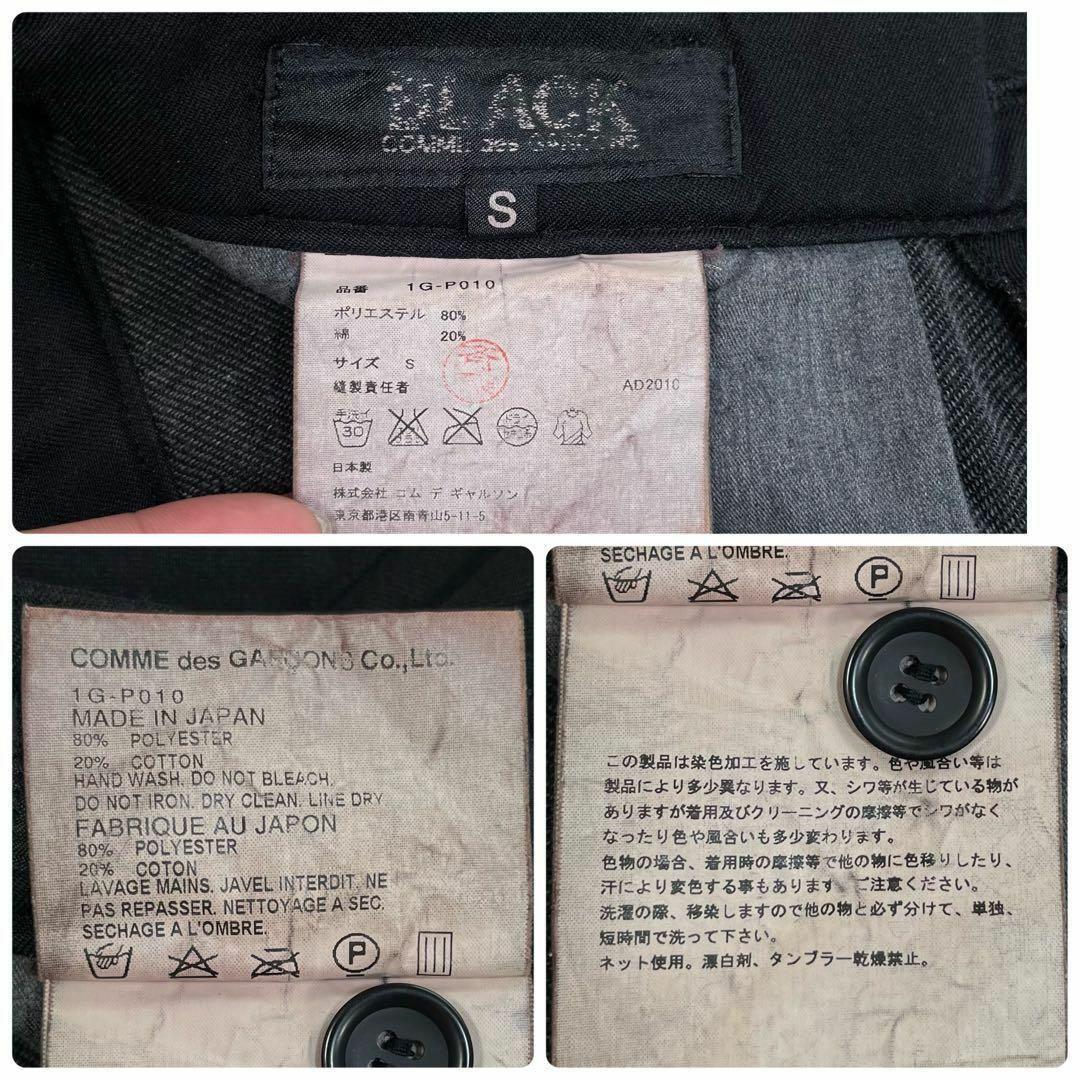 BLACK
COMME des GARCONS
S
品番 1G-P010
ポリエステル 80%
綿 20%
サイズ S
縫製責任者
AD2010
手洗イ
30
ドライ
セキユ系
日本製
株式会社 コム デ ギャルソン
東京都港区南青山5-11-5
COMME des GARCONS Co.,Ltd.
1G-P010
MADE IN JAPAN
80% POLYESTER
20% COTTON
HAND WASH. DO NOT BLEACH.
DO NOT IRON. DRY CLEAN. LINE DRY
FABRIQUE AU JAPON
80% POLYESTER
20% COTON
LAVAGE MAINS. JAVEL INTERDIT. NE
PAS REPASSER. NETTOYAGE A SEC.
SECHAGE A L'OMBRE.
P
SECHAGE A L'OMBRE.
P
この製品は染色加工を施しています。色や風合い等は
製品により多少異なります。又、シワ等が生じている物が
ありますが着用及びクリーニングの摩擦等でシワがなく
なったり色や風合いも多少変わります。
色物の場合、着用時の摩擦等で他の物に色移りしたり、
汗により変色する事もあります。ご注意ください。
洗濯の際、移染しますので他の物と必ず分けて、単独、
短時間で洗って下さい。
ネット使用。漂白剤、タンブラー乾燥禁止。